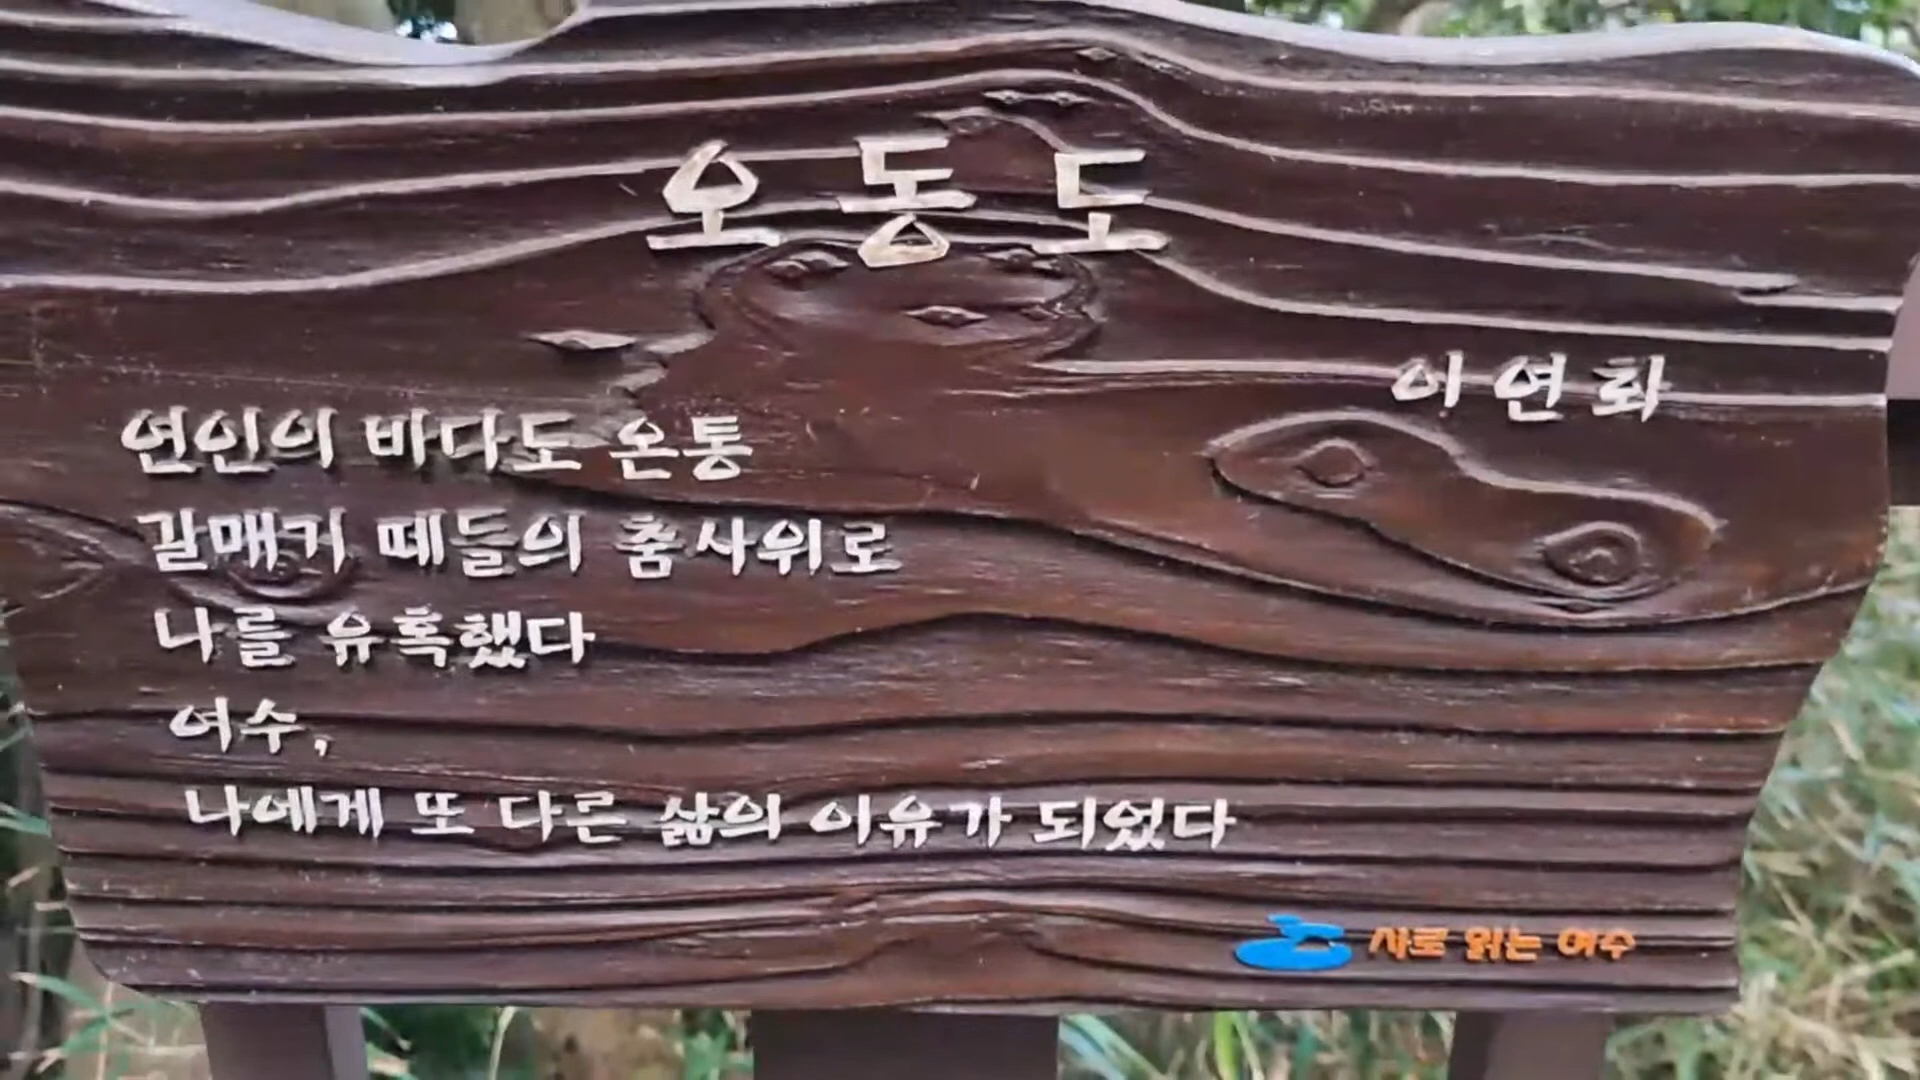 오동도
이연화
연인의 바다도 온통
갈매기 떼들의 춤사위로
나를 유혹했다
여수,
나에게 또 다른 삶의 이유가 되었다
시로 읽는 여수